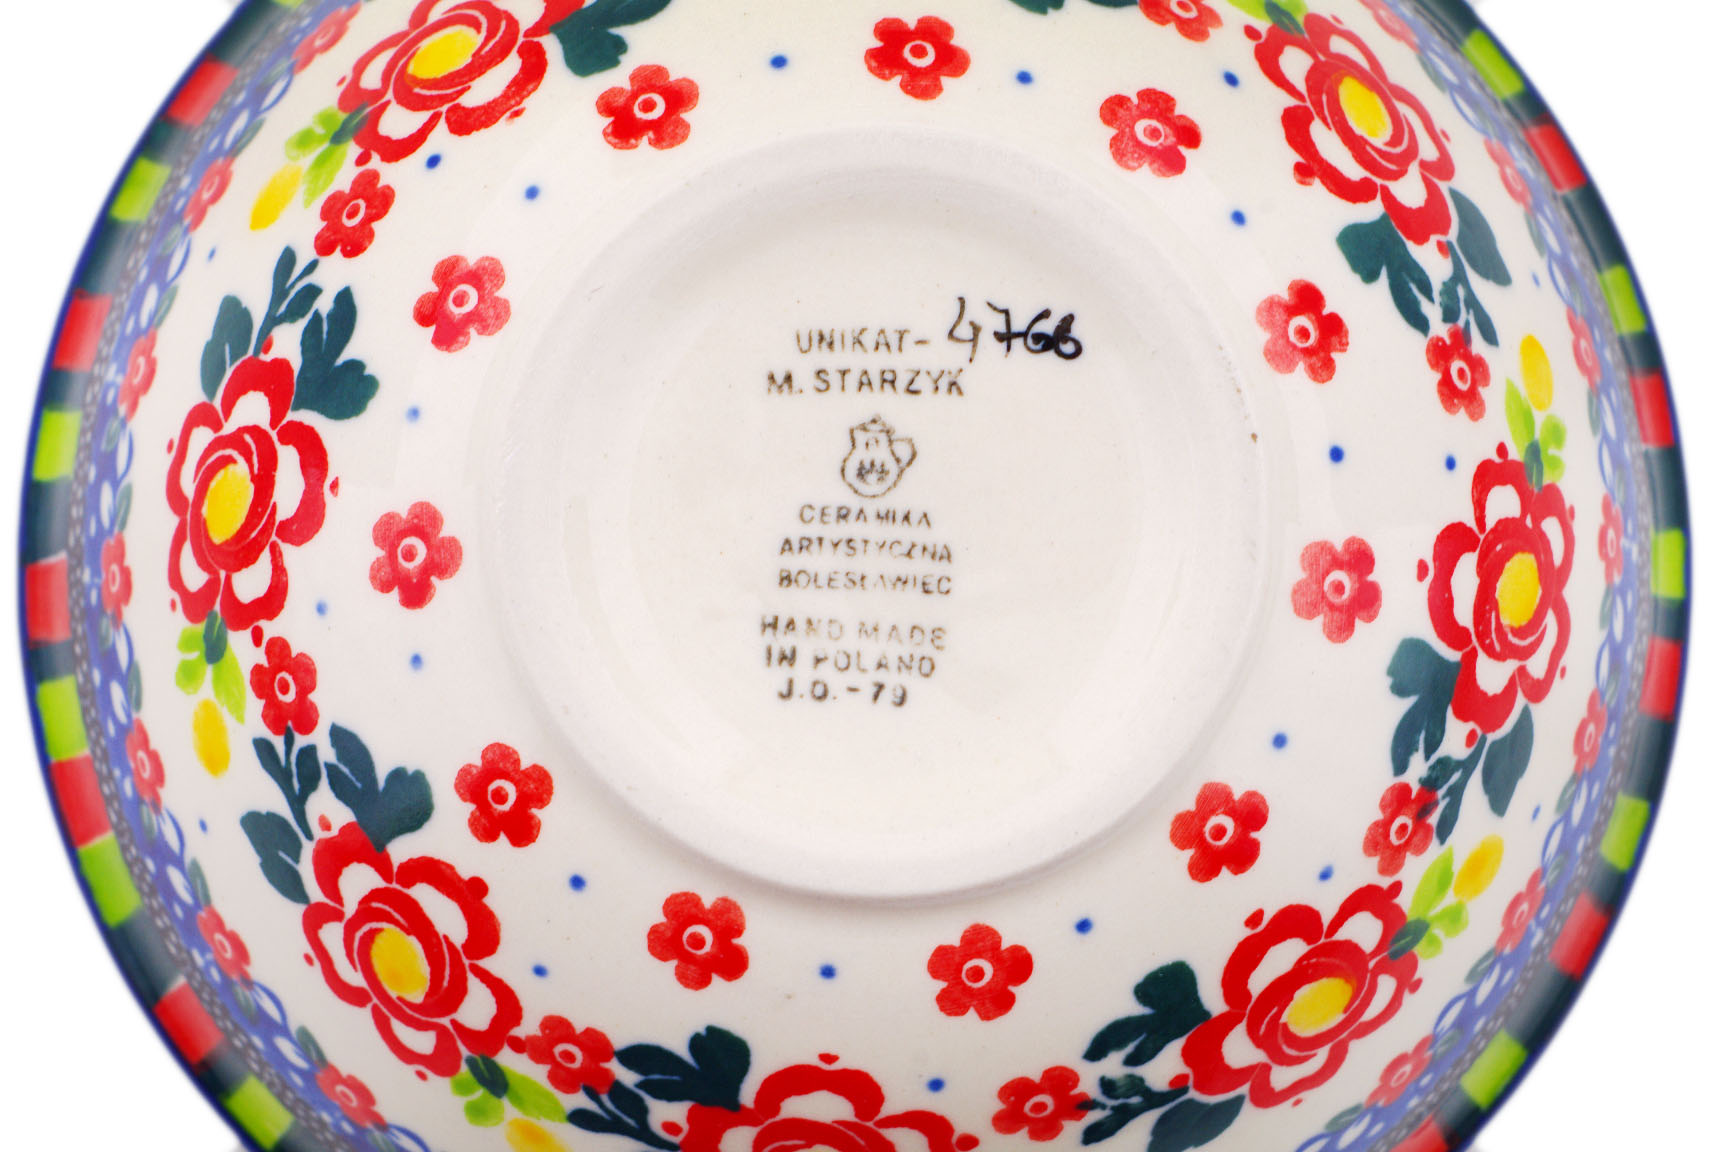 UNIKAT- 4766
M. STARZYK
CERAMIKA
ARTYSTYCZNA
BOLESŁAWIEC
HAND MADE
IN POLAND
J.D.-79